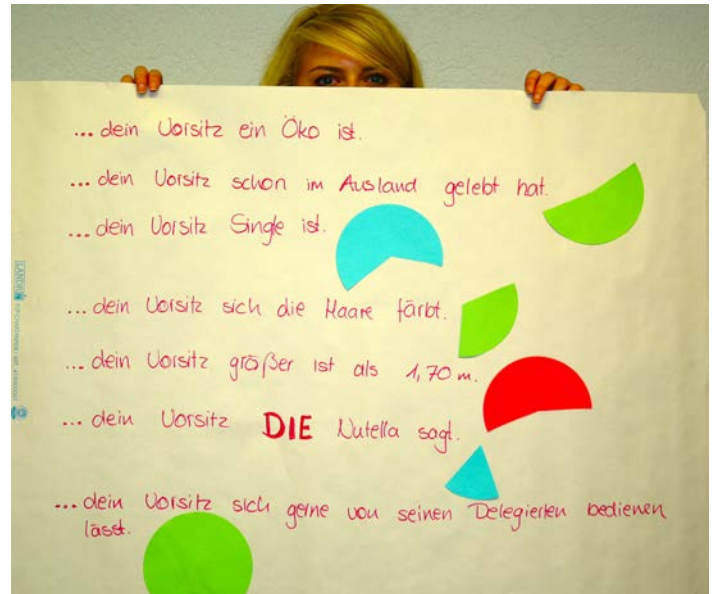 ... dein Vorsitz ein Öko ist.
... dein Vorsitz schon im Ausland gelebt hat.
... dein Vorsitz Single ist.
... dein Vorsitz sich die Haare färbt.
... dein Vorsitz größer ist als 1,70 m.
... dein Vorsitz DIE Nutella sagt.
... dein Vorsitz sich gerne von seinen Delegierten bedienen
lässt.